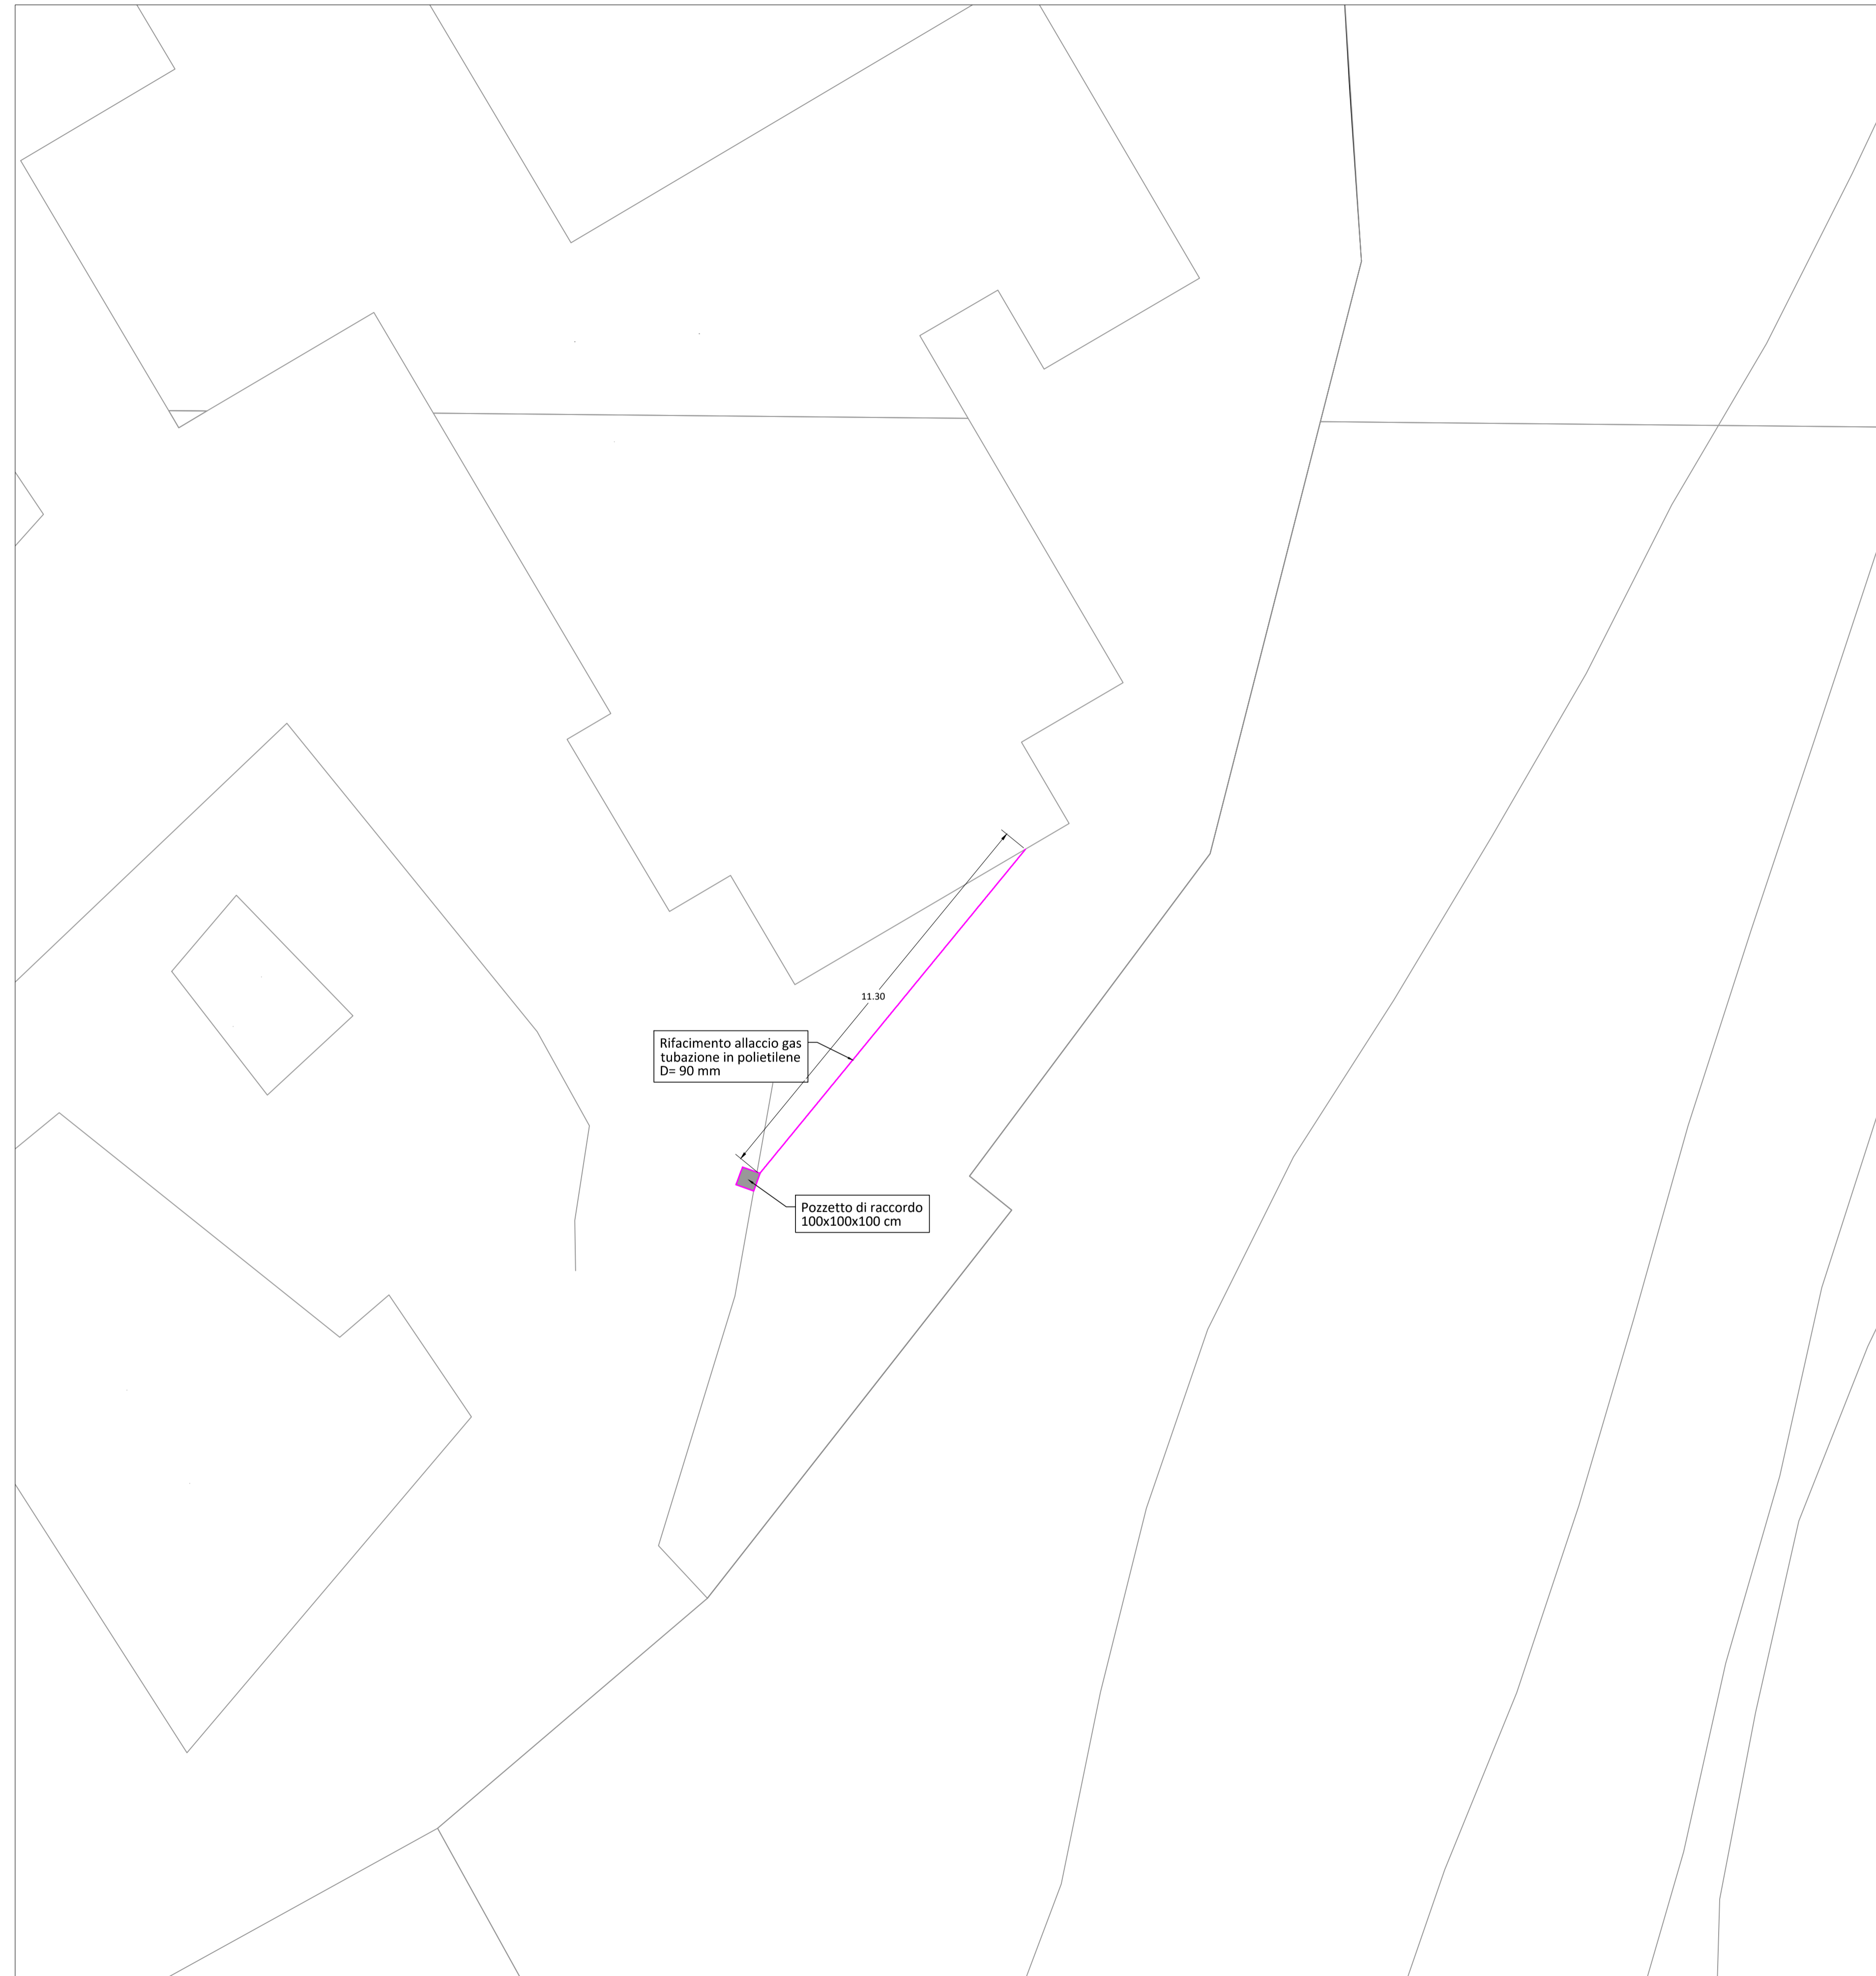 11.30
Rifacimento allaccio gas
tubazione in polietilene
D= 90 mm
Pozzetto di raccordo
100x100x100 cm